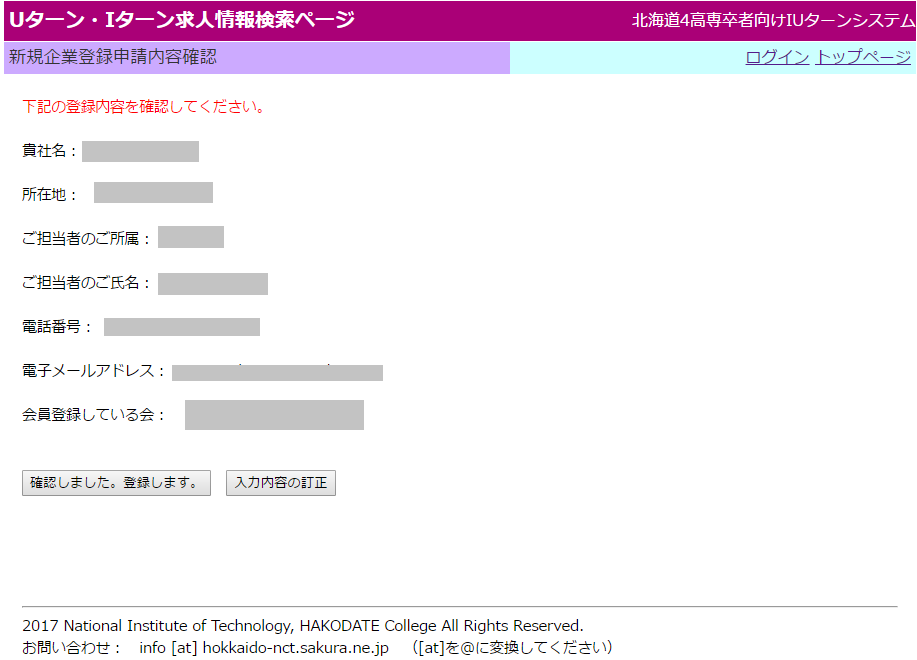 Uターン・Iターン求人情報検索ページ 北海道4高専卒者向けIUターンシステム
新規企業登録申請内容確認 ログイン トップページ
下記の登録内容を確認してください。
貴社名：
所在地：
ご担当者のご所属：
ご担当者のご氏名：
電話番号：
電子メールアドレス：
会員登録している会：
確認しました。登録します。 入力内容の訂正
2017 National Institute of Technology, HAKODATE College All Rights Reserved.
お問い合わせ： info [at] hokkaido-nct.sakura.ne.jp （[at]を@に変換してください）